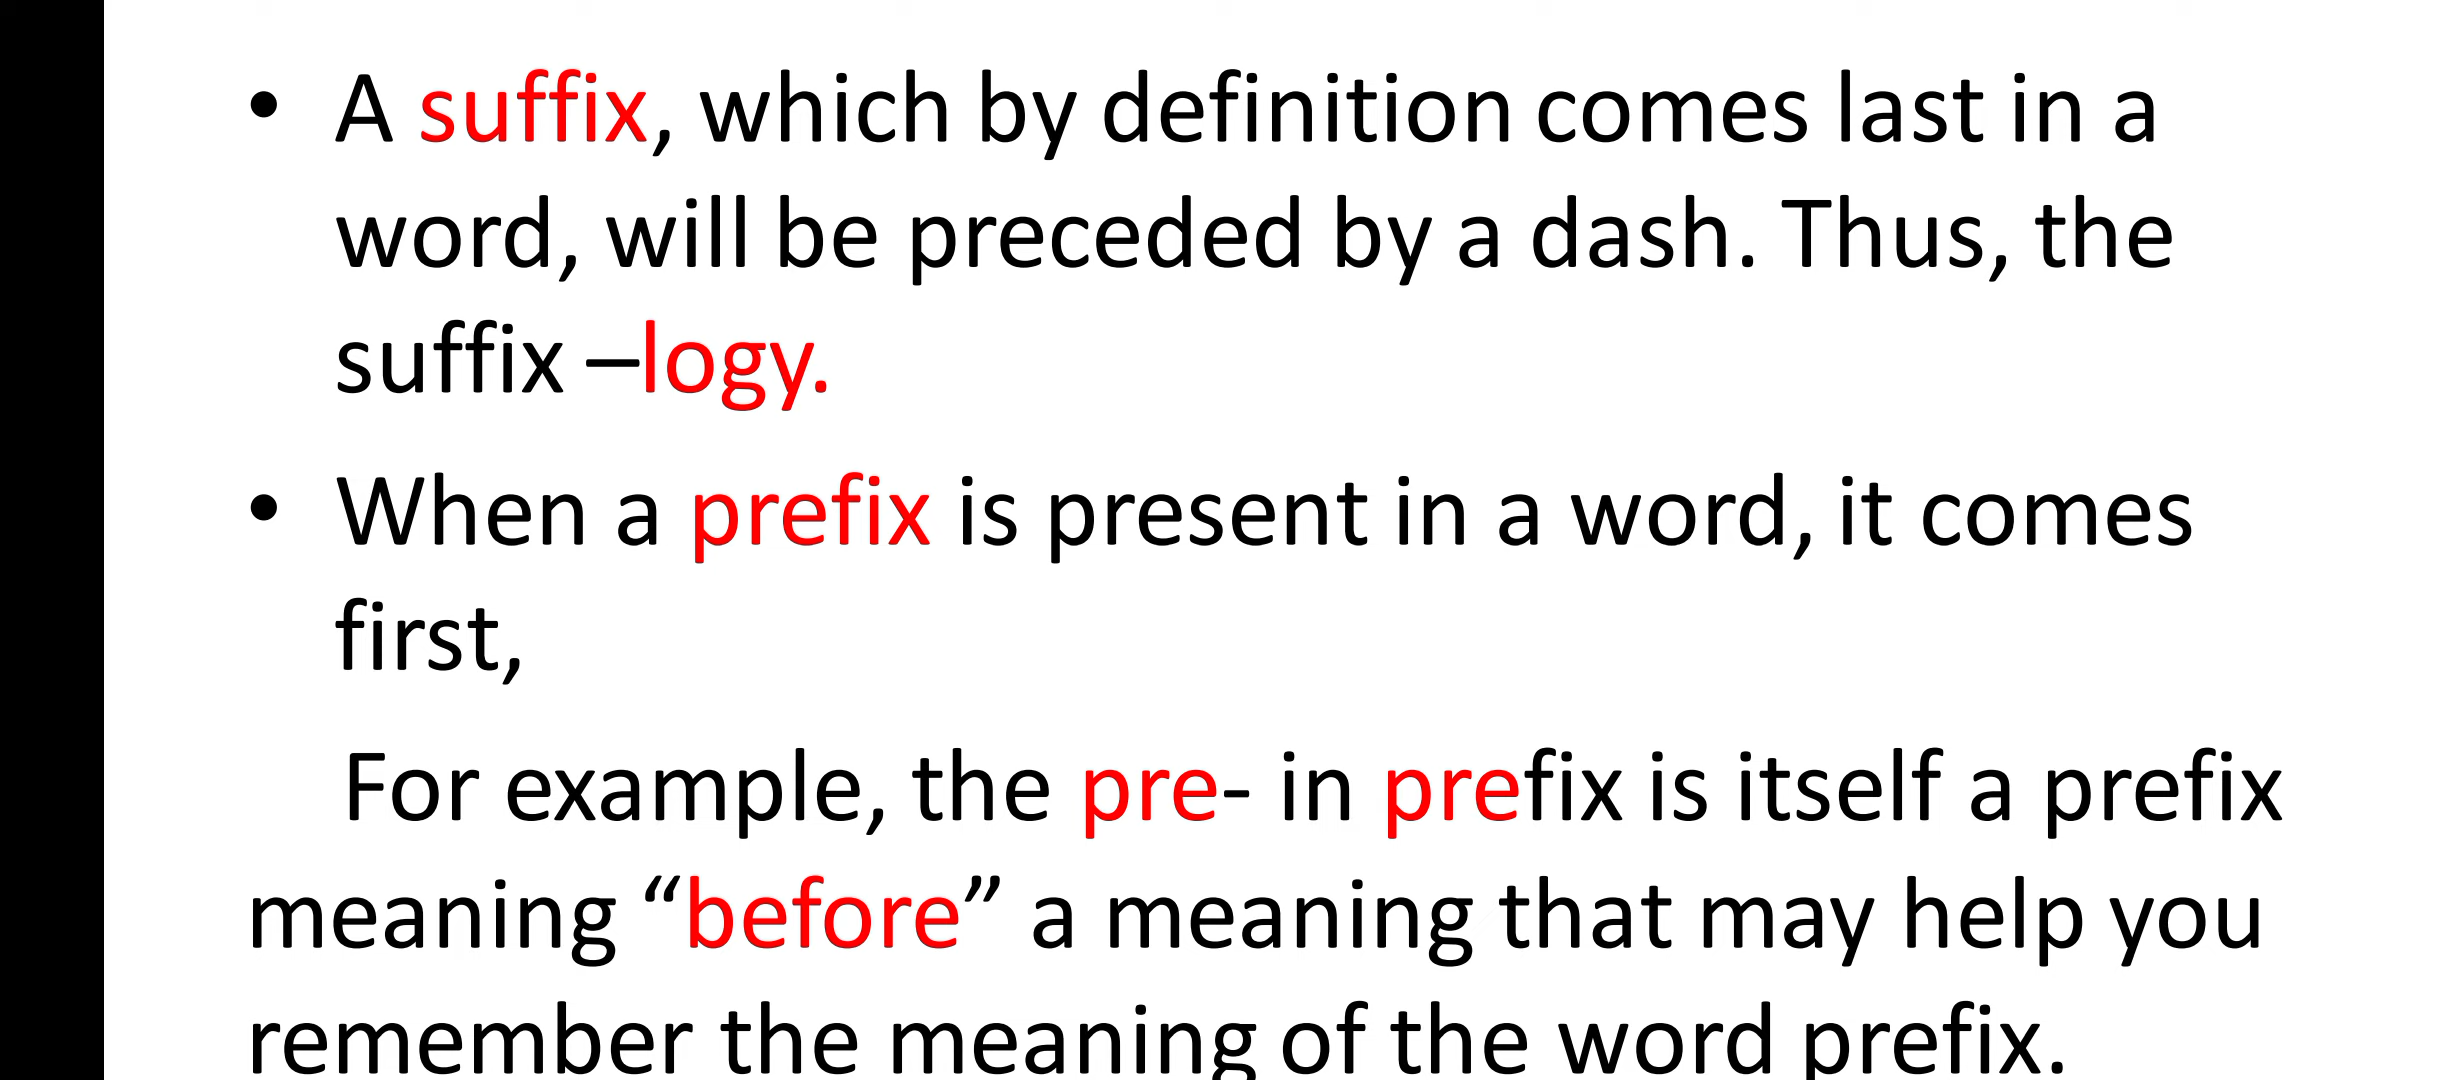 • A suffix, which by definition comes last in a
word, will be preceded by a dash. Thus, the
suffix –logy.
• When a prefix is present in a word, it comes
first,
For example, the pre- in prefix is itself a prefix
meaning “before” a meaning that may help you
remember the meaning of the word prefix.